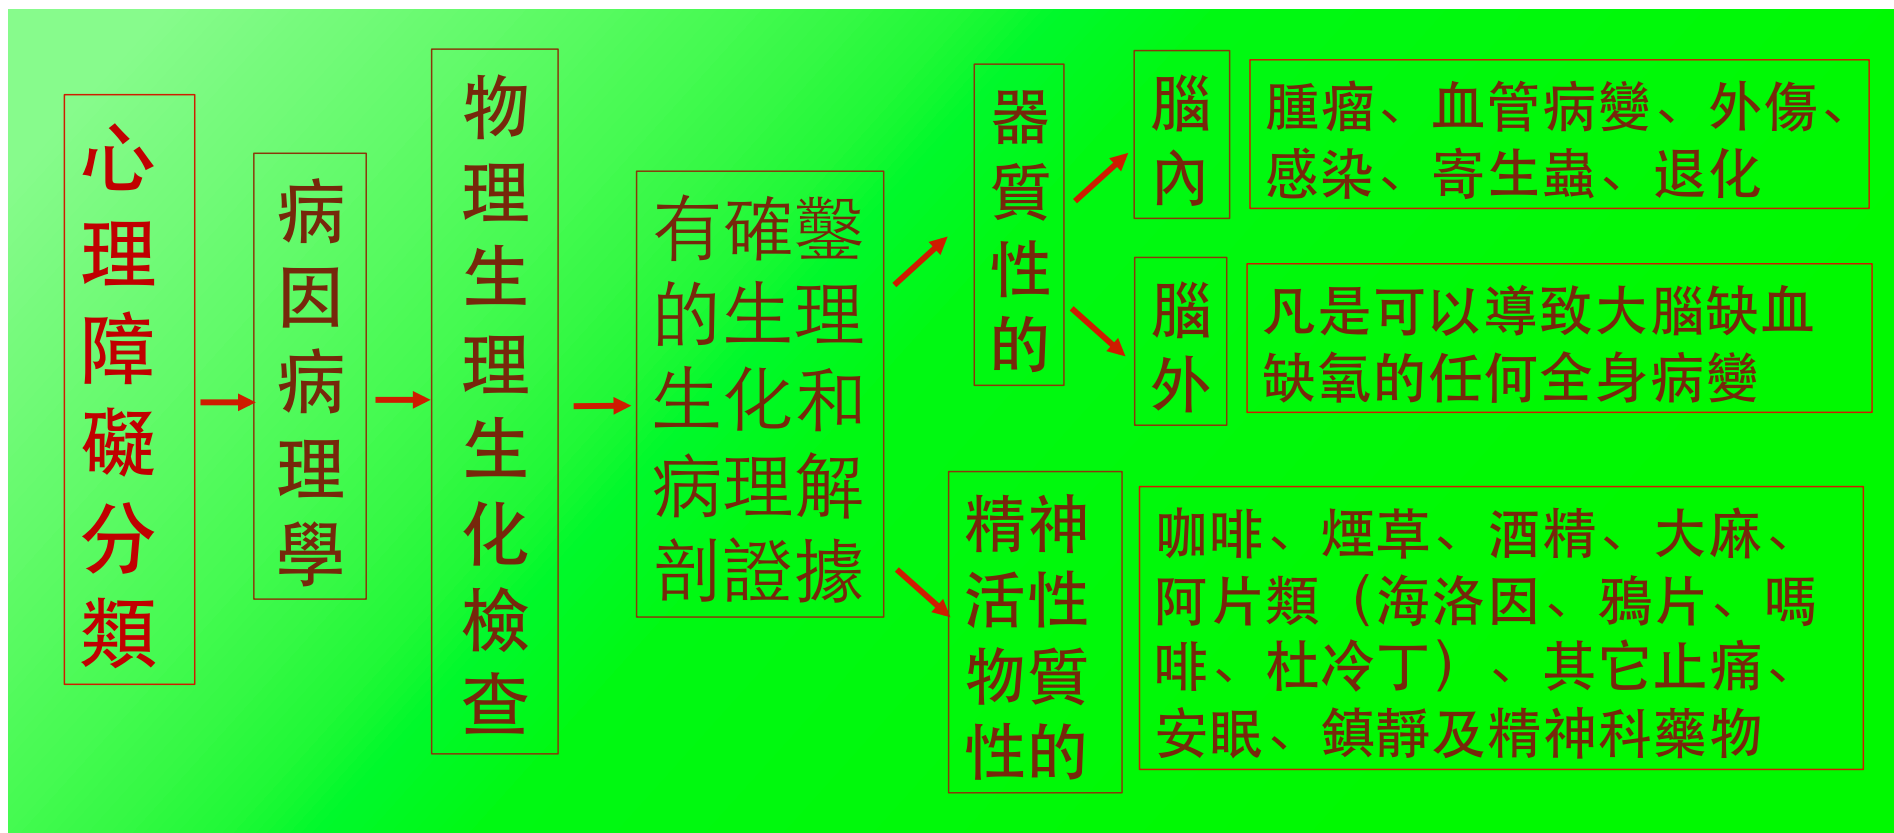 心理障礙分類
病因病理學
物理生理生化檢查
有確鑿
的生理
生化和
病理解
剖證據
器質性的
腦內
腫瘤、血管病變、外傷、
感染、寄生蟲、退化
腦外
凡是可以導致大腦缺血
缺氧的任何全身病變
精神
活性
物質
性的
咖啡、煙草、酒精、大麻、
阿片類（海洛因、鴉片、嗎
啡、杜冷丁）、其它止痛、
安眠、鎮靜及精神科藥物